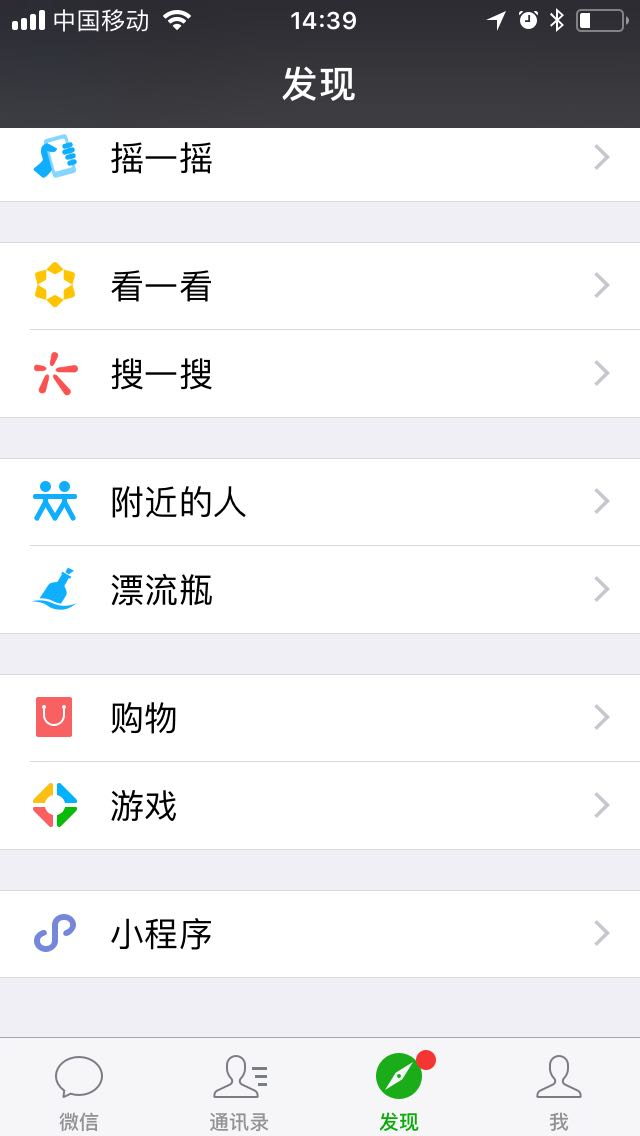 中国移动 14:39
发现
摇一摇
看一看
搜一搜
附近的人
漂流瓶
购物
游戏
小程序
微信 通讯录 发现 我